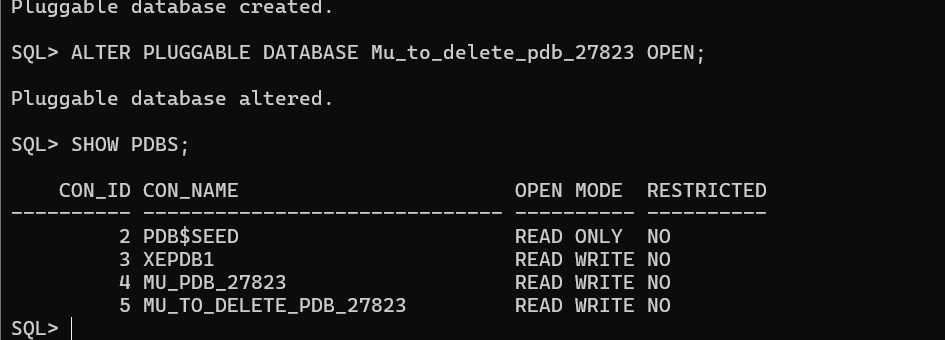 Pluggable database created.
SQL> ALTER PLUGGABLE DATABASE Mu_to_delete_pdb_27823 OPEN;
Pluggable database altered.
SQL> SHOW PDBS;
    CON_ID CON_NAME                       OPEN MODE  RESTRICTED
---------- ------------------------------ ---------- ----------
         2 PDB$SEED                       READ ONLY  NO
         3 XEPDB1                         READ WRITE NO
         4 MU_PDB_27823                   READ WRITE NO
         5 MU_TO_DELETE_PDB_27823         READ WRITE NO
SQL>